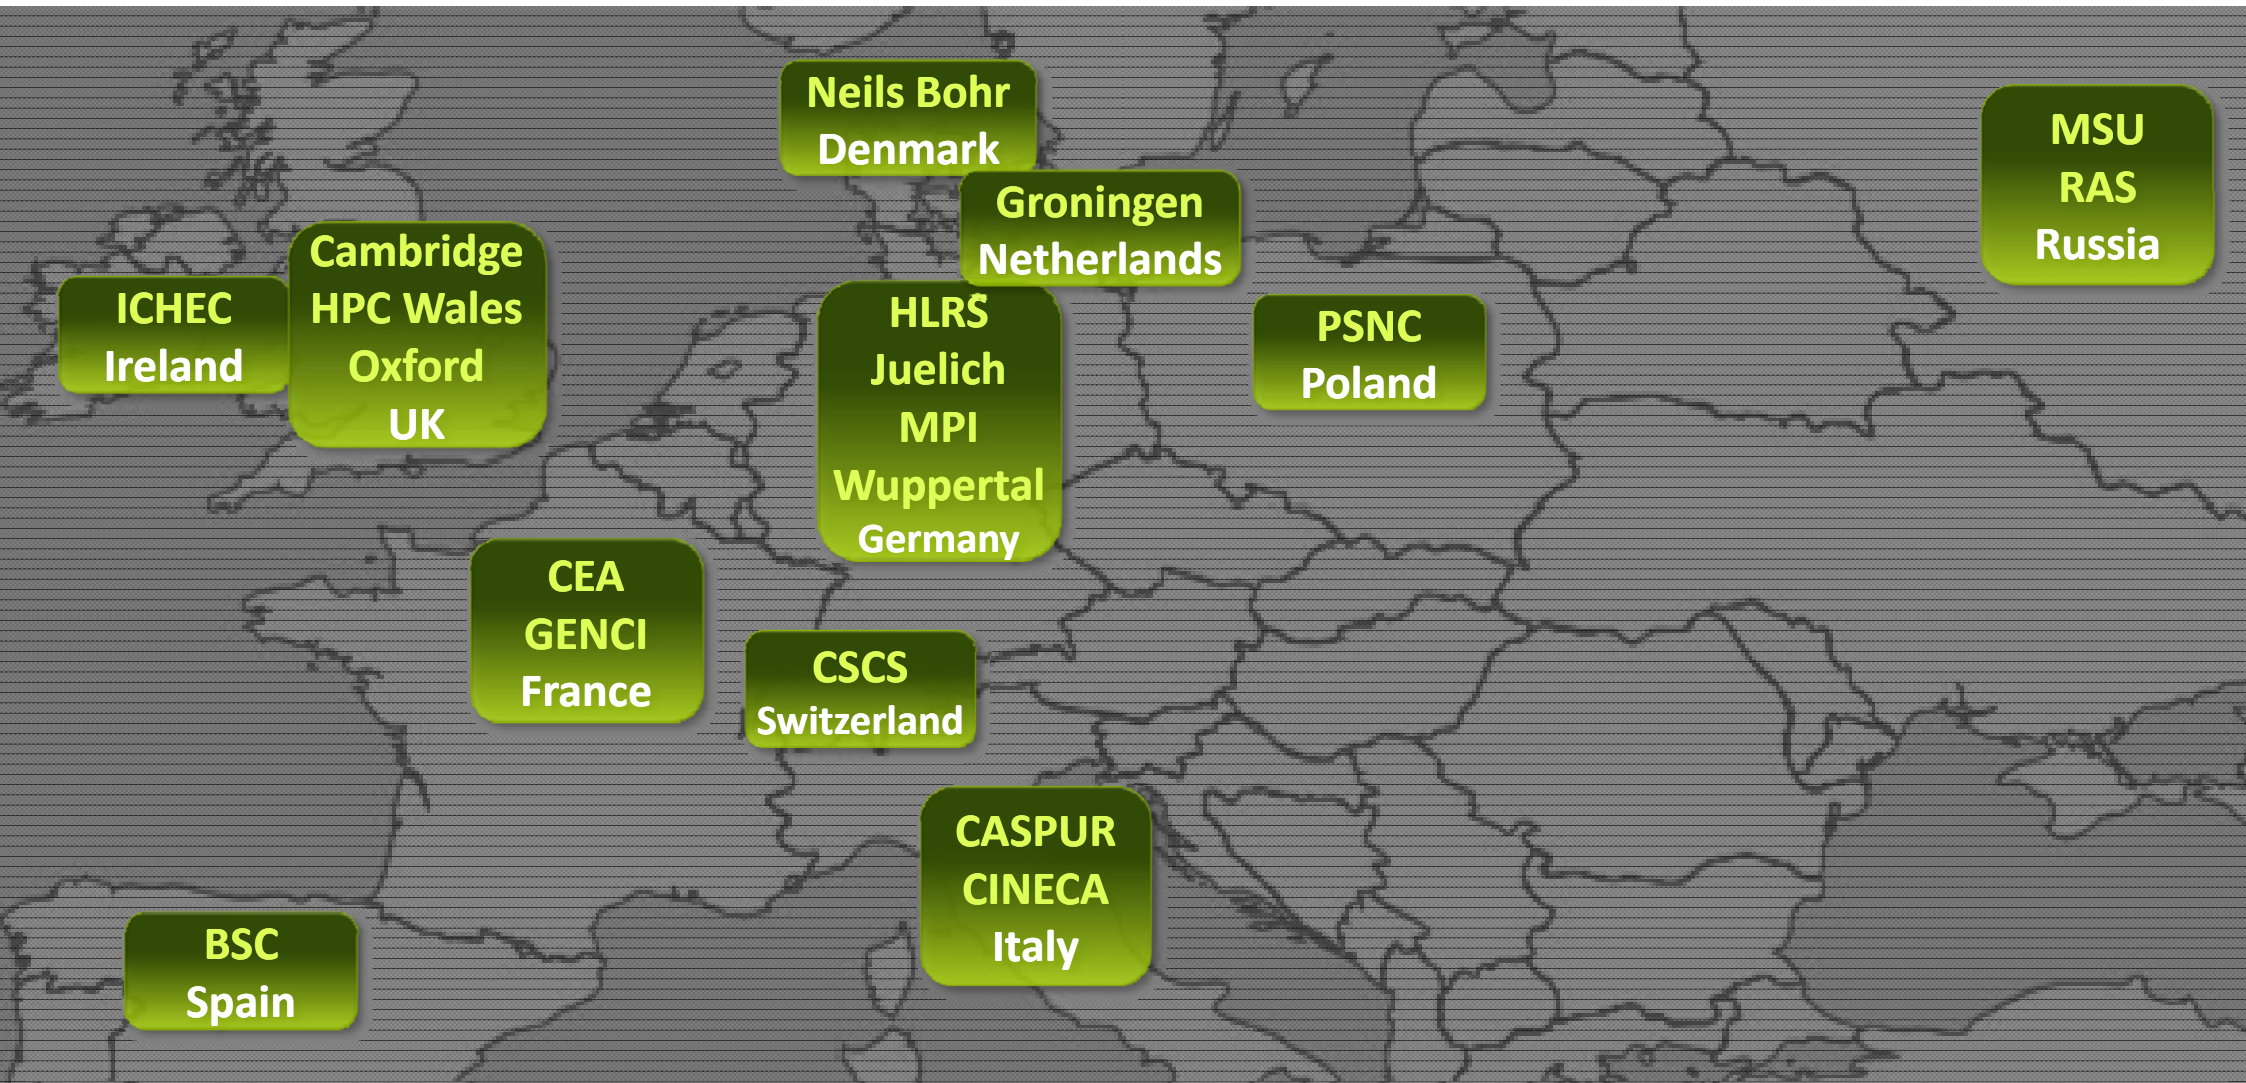 Neils Bohr
Denmark
MSU
RAS
Russia
Groningen
Netherlands
Cambridge
HPC Wales
Oxford
UK
ICHEC
Ireland
HLRS
Juelich
MPI
Wuppertal
Germany
PSNC
Poland
CEA
GENCI
France
CSCS
Switzerland
CASPUR
CINECA
Italy
BSC
Spain